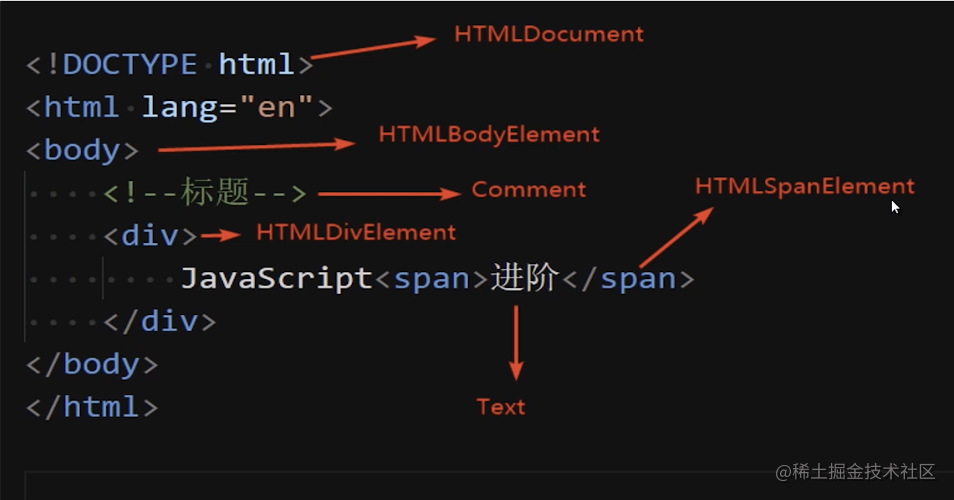 HTMLDocument
<!DOCTYPE html>
<html lang="en">
HTMLBodyElement
<body>
<!--标题-->
Comment
HTMLSpanElement
<div>
HTMLDivElement
JavaScript<span>进阶</span>
</div>
</body>
</html>
Text
@稀土掘金技术社区